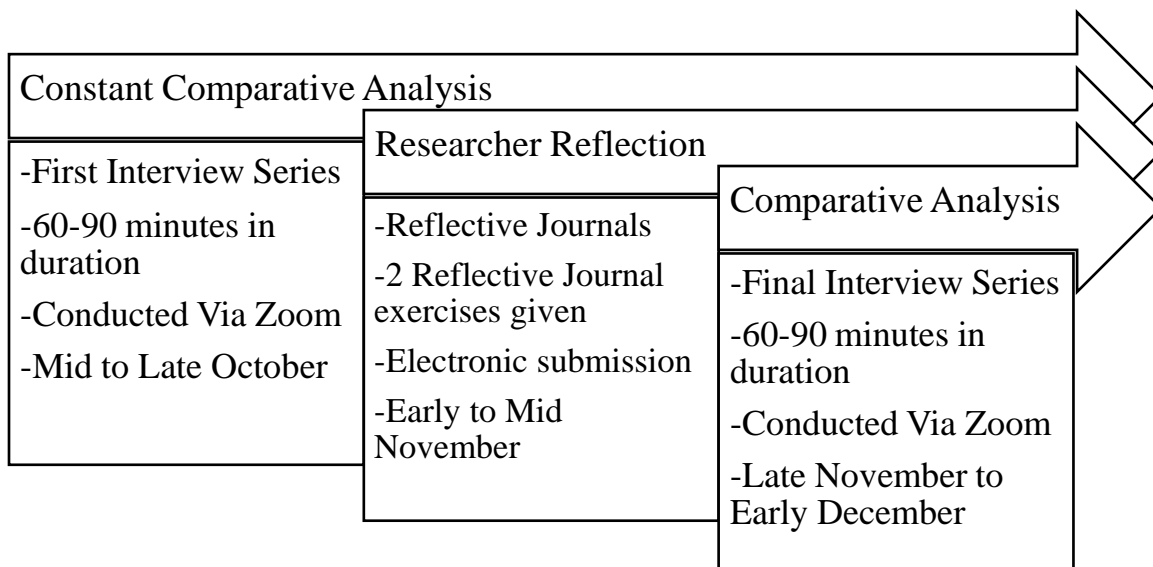 Constant Comparative Analysis
-First Interview Series
-60-90 minutes in
duration
-Conducted Via Zoom
-Mid to Late October
Researcher Reflection
-Reflective Journals
-2 Reflective Journal
exercises given
-Electronic submission
-Early to Mid
November
Comparative Analysis
-Final Interview Series
-60-90 minutes in
duration
-Conducted Via Zoom
-Late November to
Early December